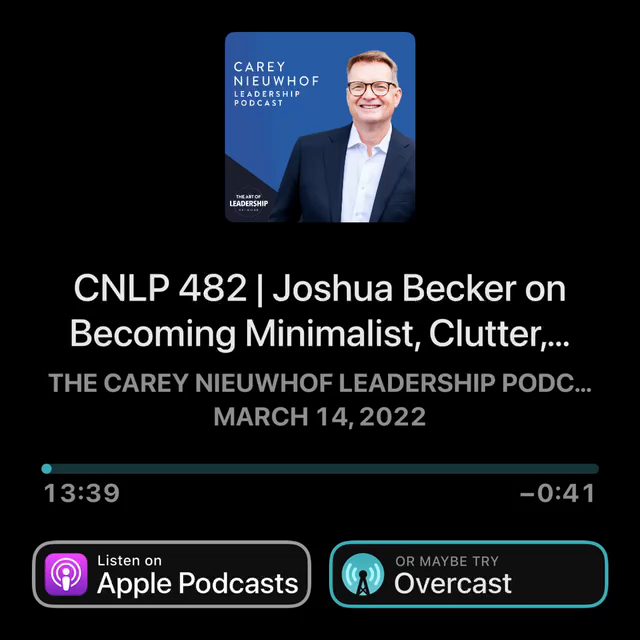 CAREY
NIEUWHOF
LEADERSHIP
PODCAST
THE ART OF
LEADERSHIP
CNLP 482 | Joshua Becker on
Becoming Minimalist, Clutter,...
THE CAREY NIEUWHOF LEADERSHIP PODC...
MARCH 14, 2022
13:39
−0:41
Listen on
Apple Podcasts
OR MAYBE TRY
Overcast